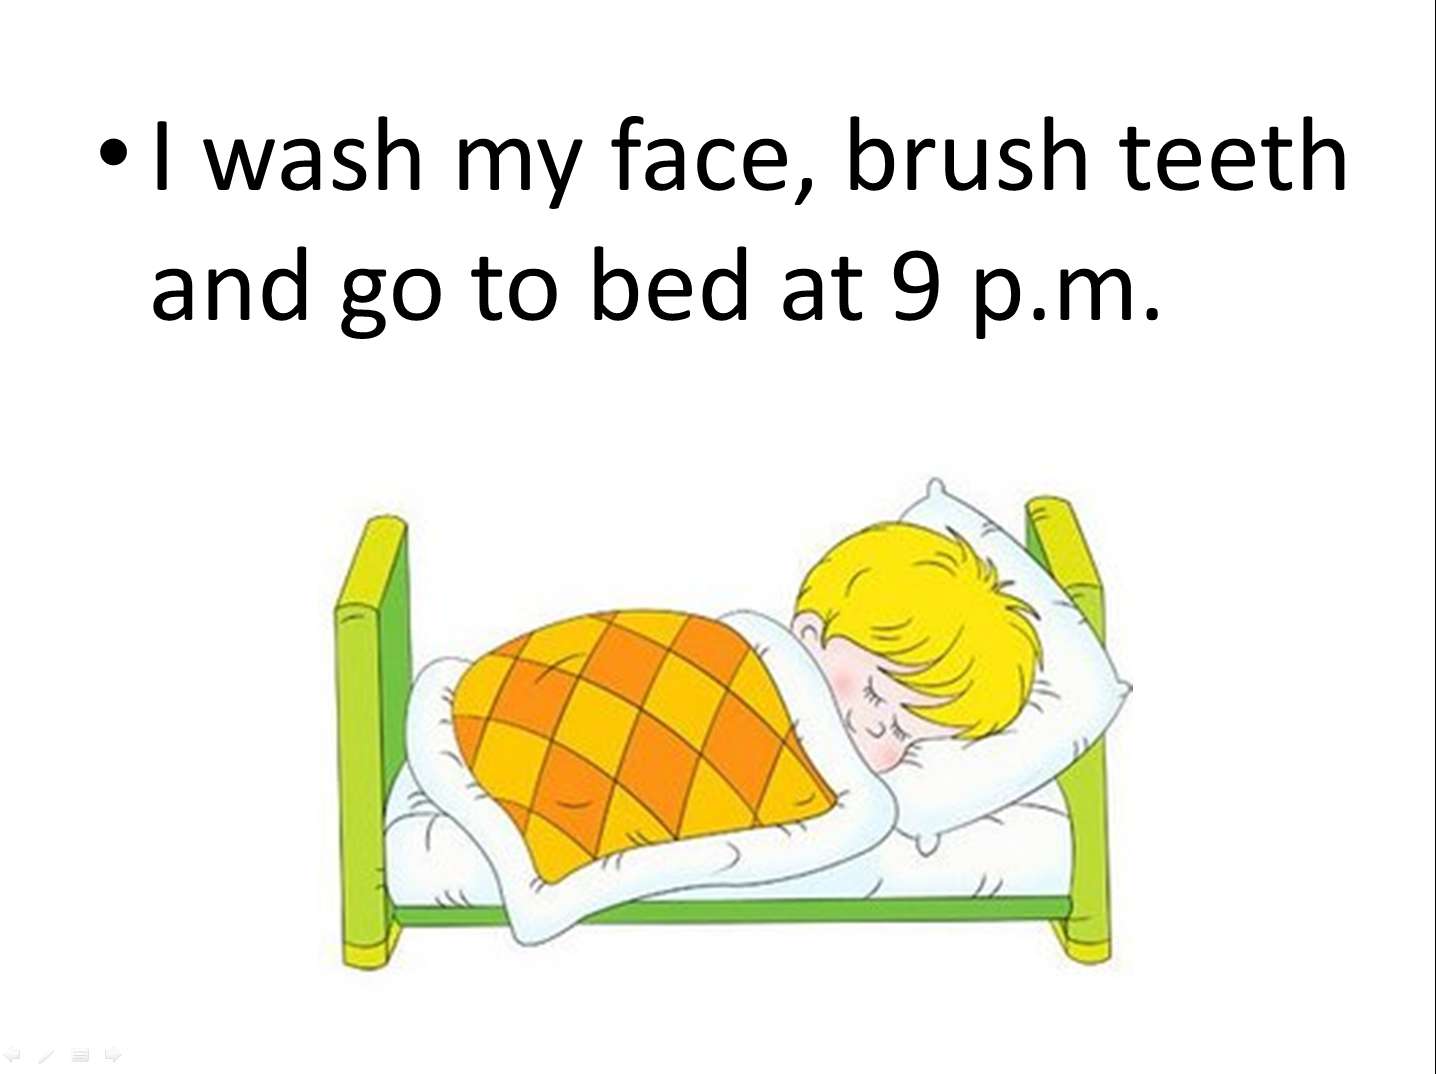 • I wash my face, brush teeth
and go to bed at 9 p.m.